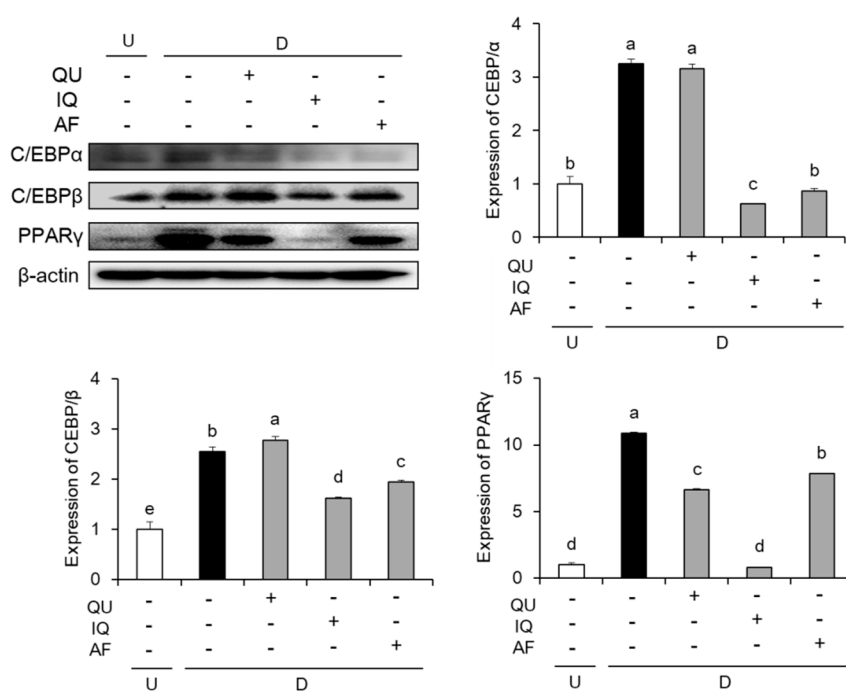 U D
QU - - + - -
IQ - - - + -
AF - - - - +
C/EBPα
C/EBPβ
PPARγ
β-actin
Expression of CEBP/α
4
3
2
1
0
b a a c b
QU - - + - -
IQ - - - + -
AF - - - - +
U D
Expression of CEBP/β
4
3
2
1
0
e b a d c
QU - - + - -
IQ - - - + -
AF - - - - +
U D
Expression of PPARγ
15
10
5
0
d a c d b
QU - - + - -
IQ - - - + -
AF - - - - +
U D